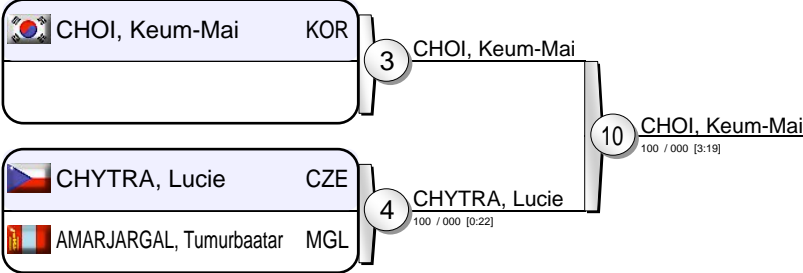 CHOI, Keum-Mai KOR
3
CHOI, Keum-Mai
10
CHOI, Keum-Mai
100 / 000 [3:19]
CHYTRA, Lucie CZE
4
CHYTRA, Lucie
100 / 000 [0:22]
AMARJARGAL, Tumurbaatar MGL